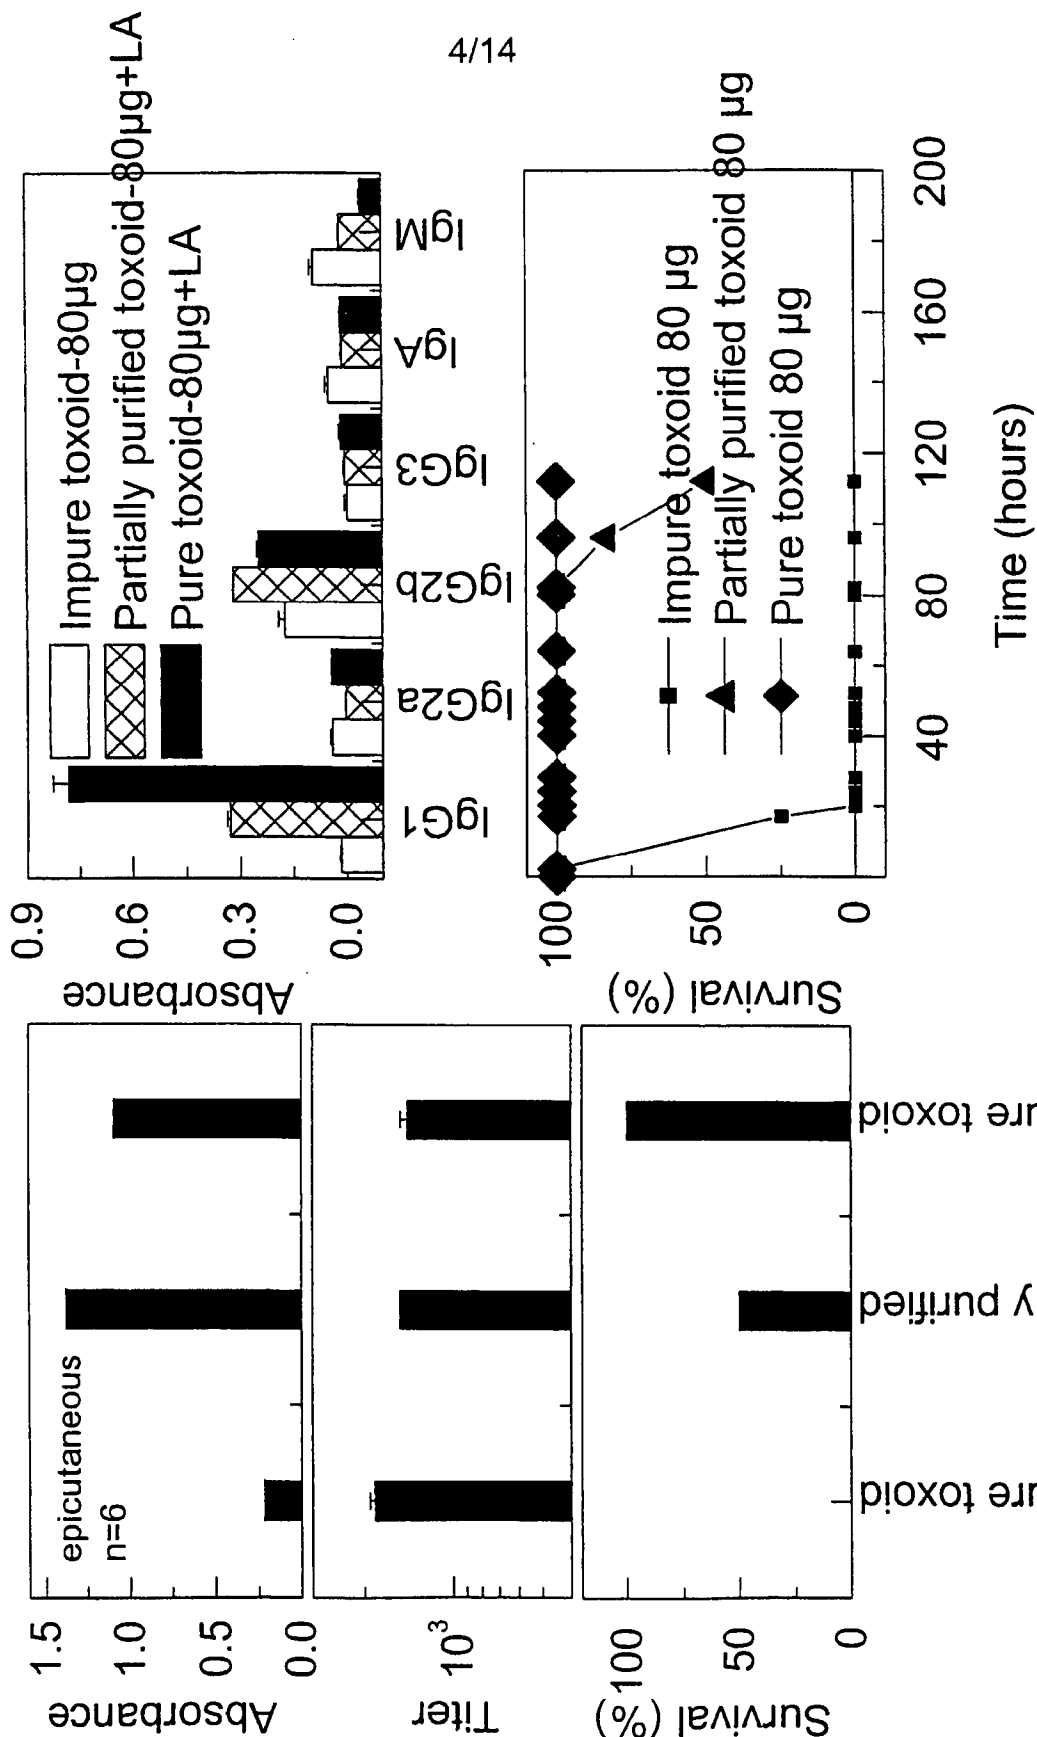 4/14
epicutaneous
n=6
Absorbance
1.5
1.0
0.5
0.0
Titer
10³
Survival (%)
100
50
0
ure toxoid
y purified
ure toxoid
Absorbance
0.9
0.6
0.3
0.0
Impure toxoid-80µg
Partially purified toxoid-80µg+LA
Pure toxoid-80µg+LA
IgG1
IgG2a
IgG2b
IgG3
IgA
IgM
Survival (%)
100
50
0
Impure toxoid 80 µg
Partially purified toxoid 80 µg
Pure toxoid 80 µg
40
80
120
160
200
Time (hours)